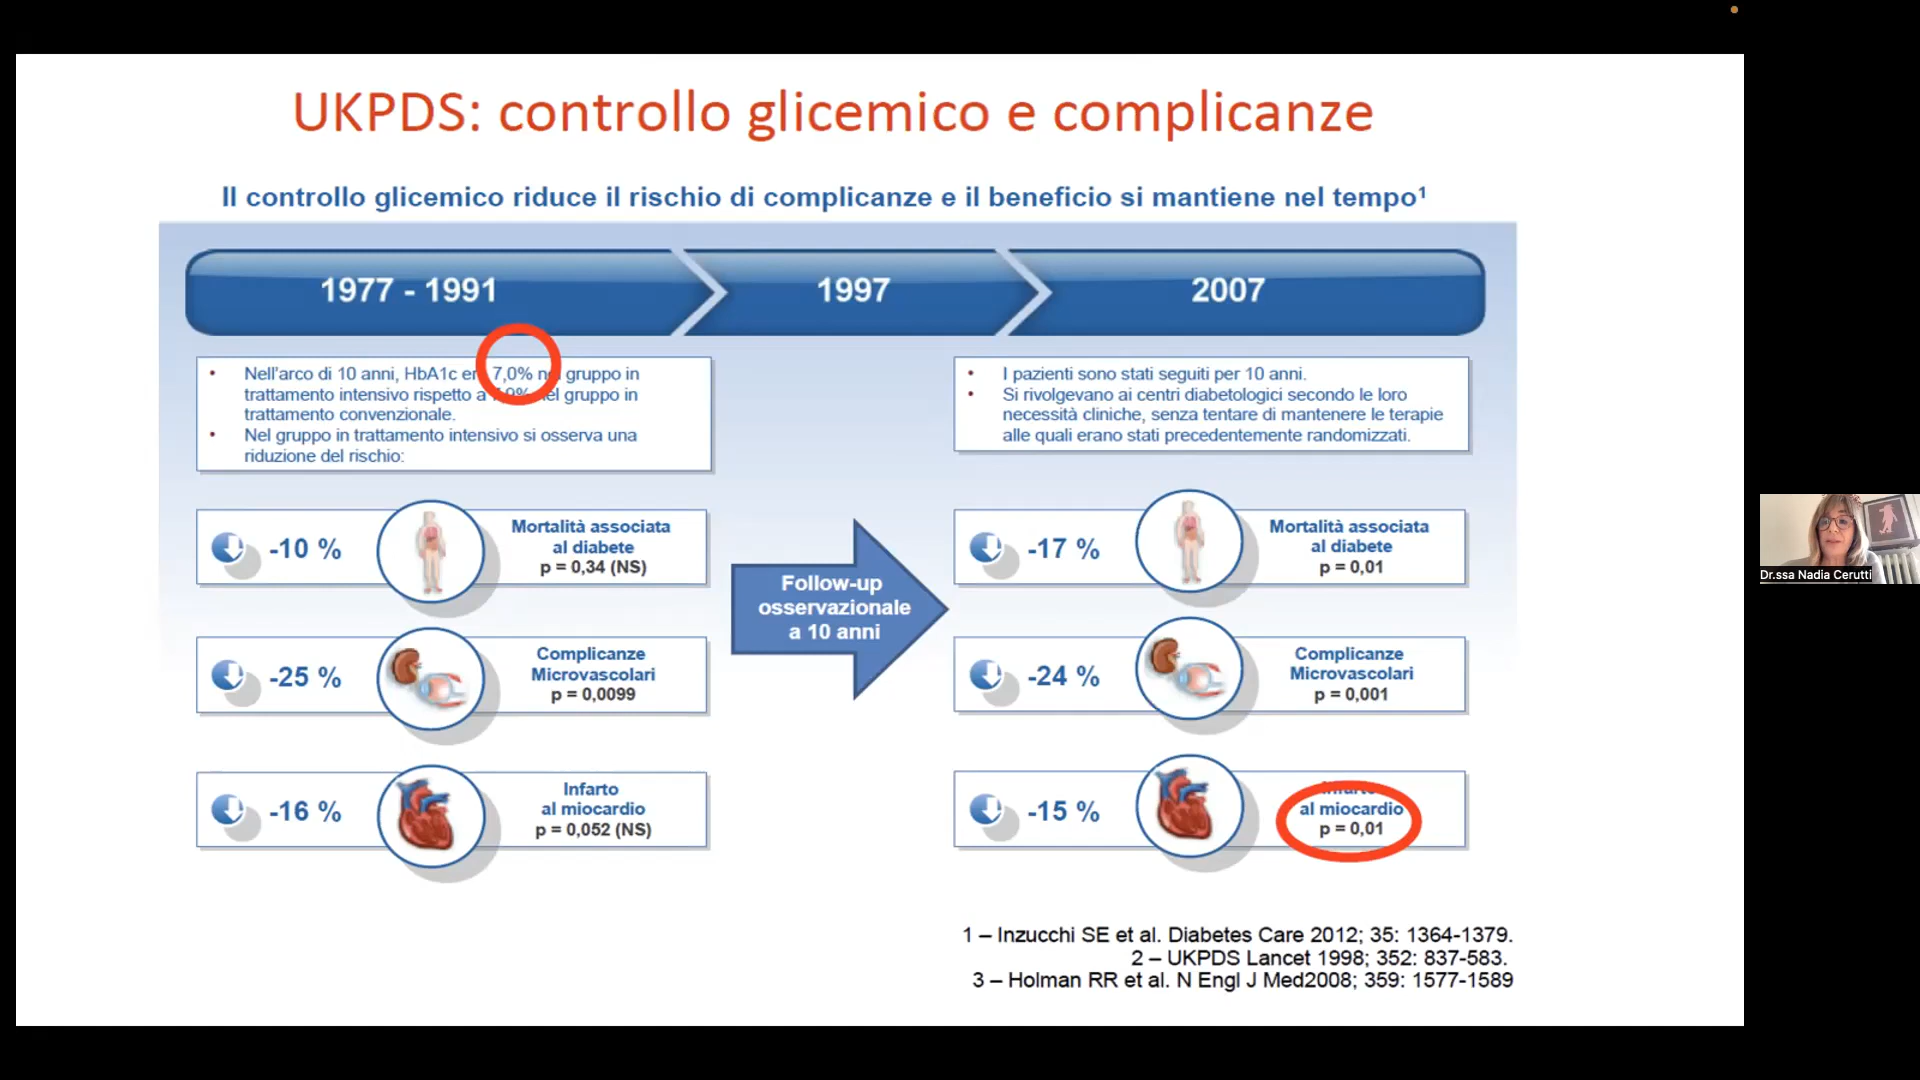 UKPDS: controllo glicemico e complicanze
Il controllo glicemico riduce il rischio di complicanze e il beneficio si mantiene nel tempo¹
1977 - 1991
1997
2007
• Nell'arco di 10 anni, HbA1c 7,0% gruppo in
trattamento intensivo rispetto a gruppo in
trattamento convenzionale.
• Nel gruppo in trattamento intensivo si osserva una
riduzione del rischio:
• I pazienti sono stati seguiti per 10 anni.
• Si rivolgevano ai centri diabetologici secondo le loro
necessità cliniche, senza tentare di mantenere le terapie
alle quali erano stati precedentemente randomizzati.
-10 %
Mortalità associata
al diabete
p = 0,34 (NS)
-25 %
Complicanze
Microvascolari
p = 0,0099
-16 %
Infarto
al miocardio
p = 0,052 (NS)
Follow-up
osservazionale
a 10 anni
-17 %
Mortalità associata
al diabete
p = 0,01
-24 %
Complicanze
Microvascolari
p = 0,001
-15 %
Infarto
al miocardio
p = 0,01
1 – Inzucchi SE et al. Diabetes Care 2012; 35: 1364-1379.
2 – UKPDS Lancet 1998; 352: 837-583.
3 – Holman RR et al. N Engl J Med2008; 359: 1577-1589
Dr.ssa Nadia Cerutti